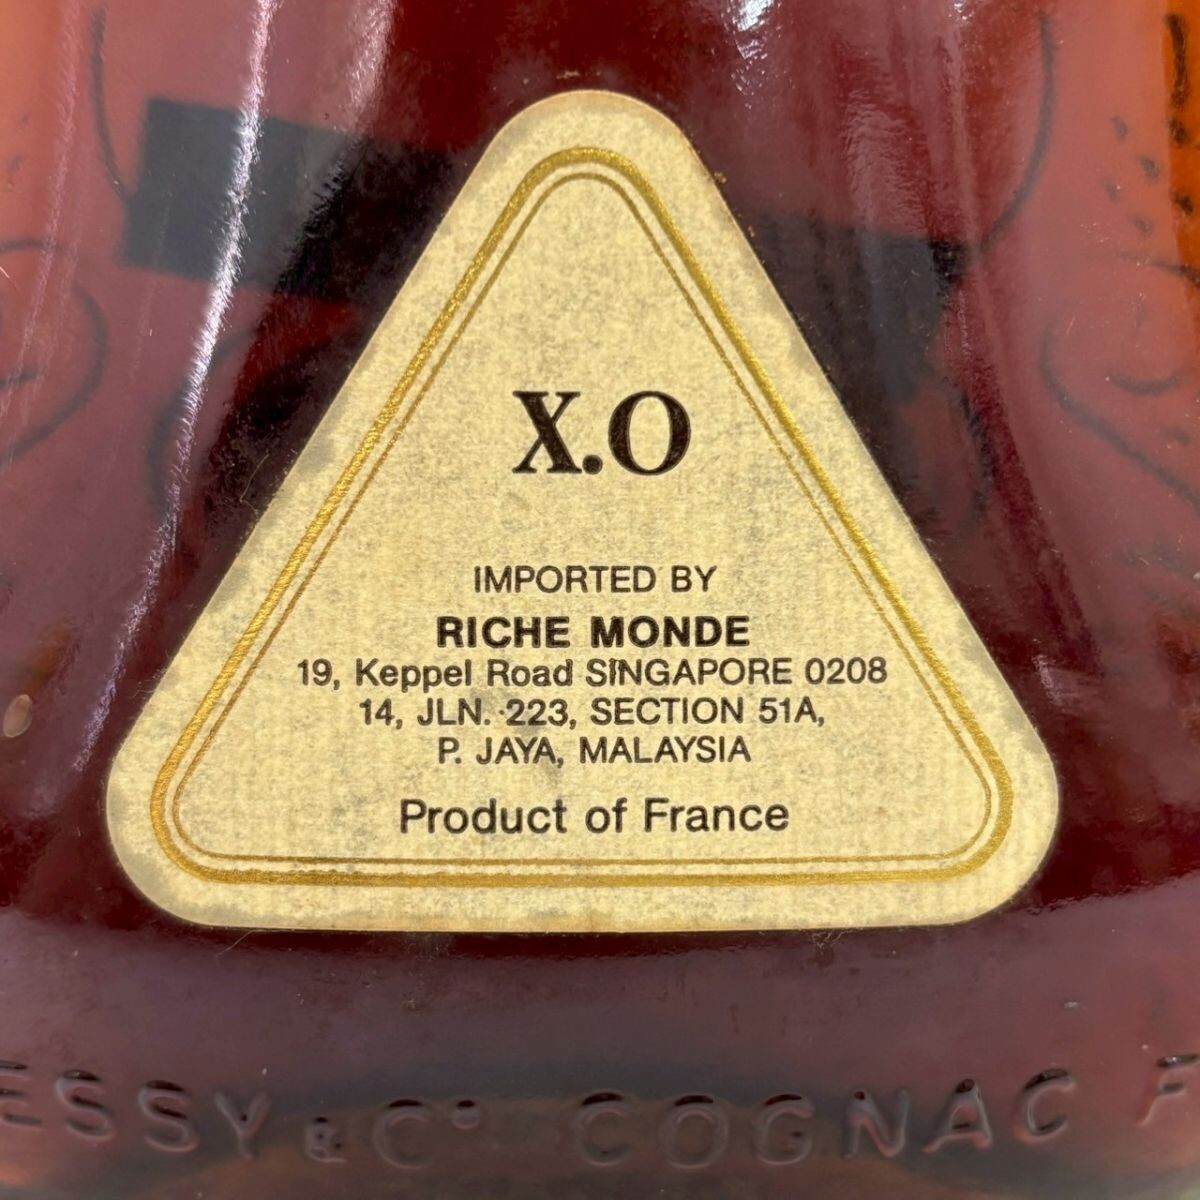 X.O
IMPORTED BY
RICHE MONDE
19, Keppel Road SINGAPORE 0208
14, JLN. 223, SECTION 51A,
P. JAYA, MALAYSIA
Product of France
ESSY & Co COGNAC F